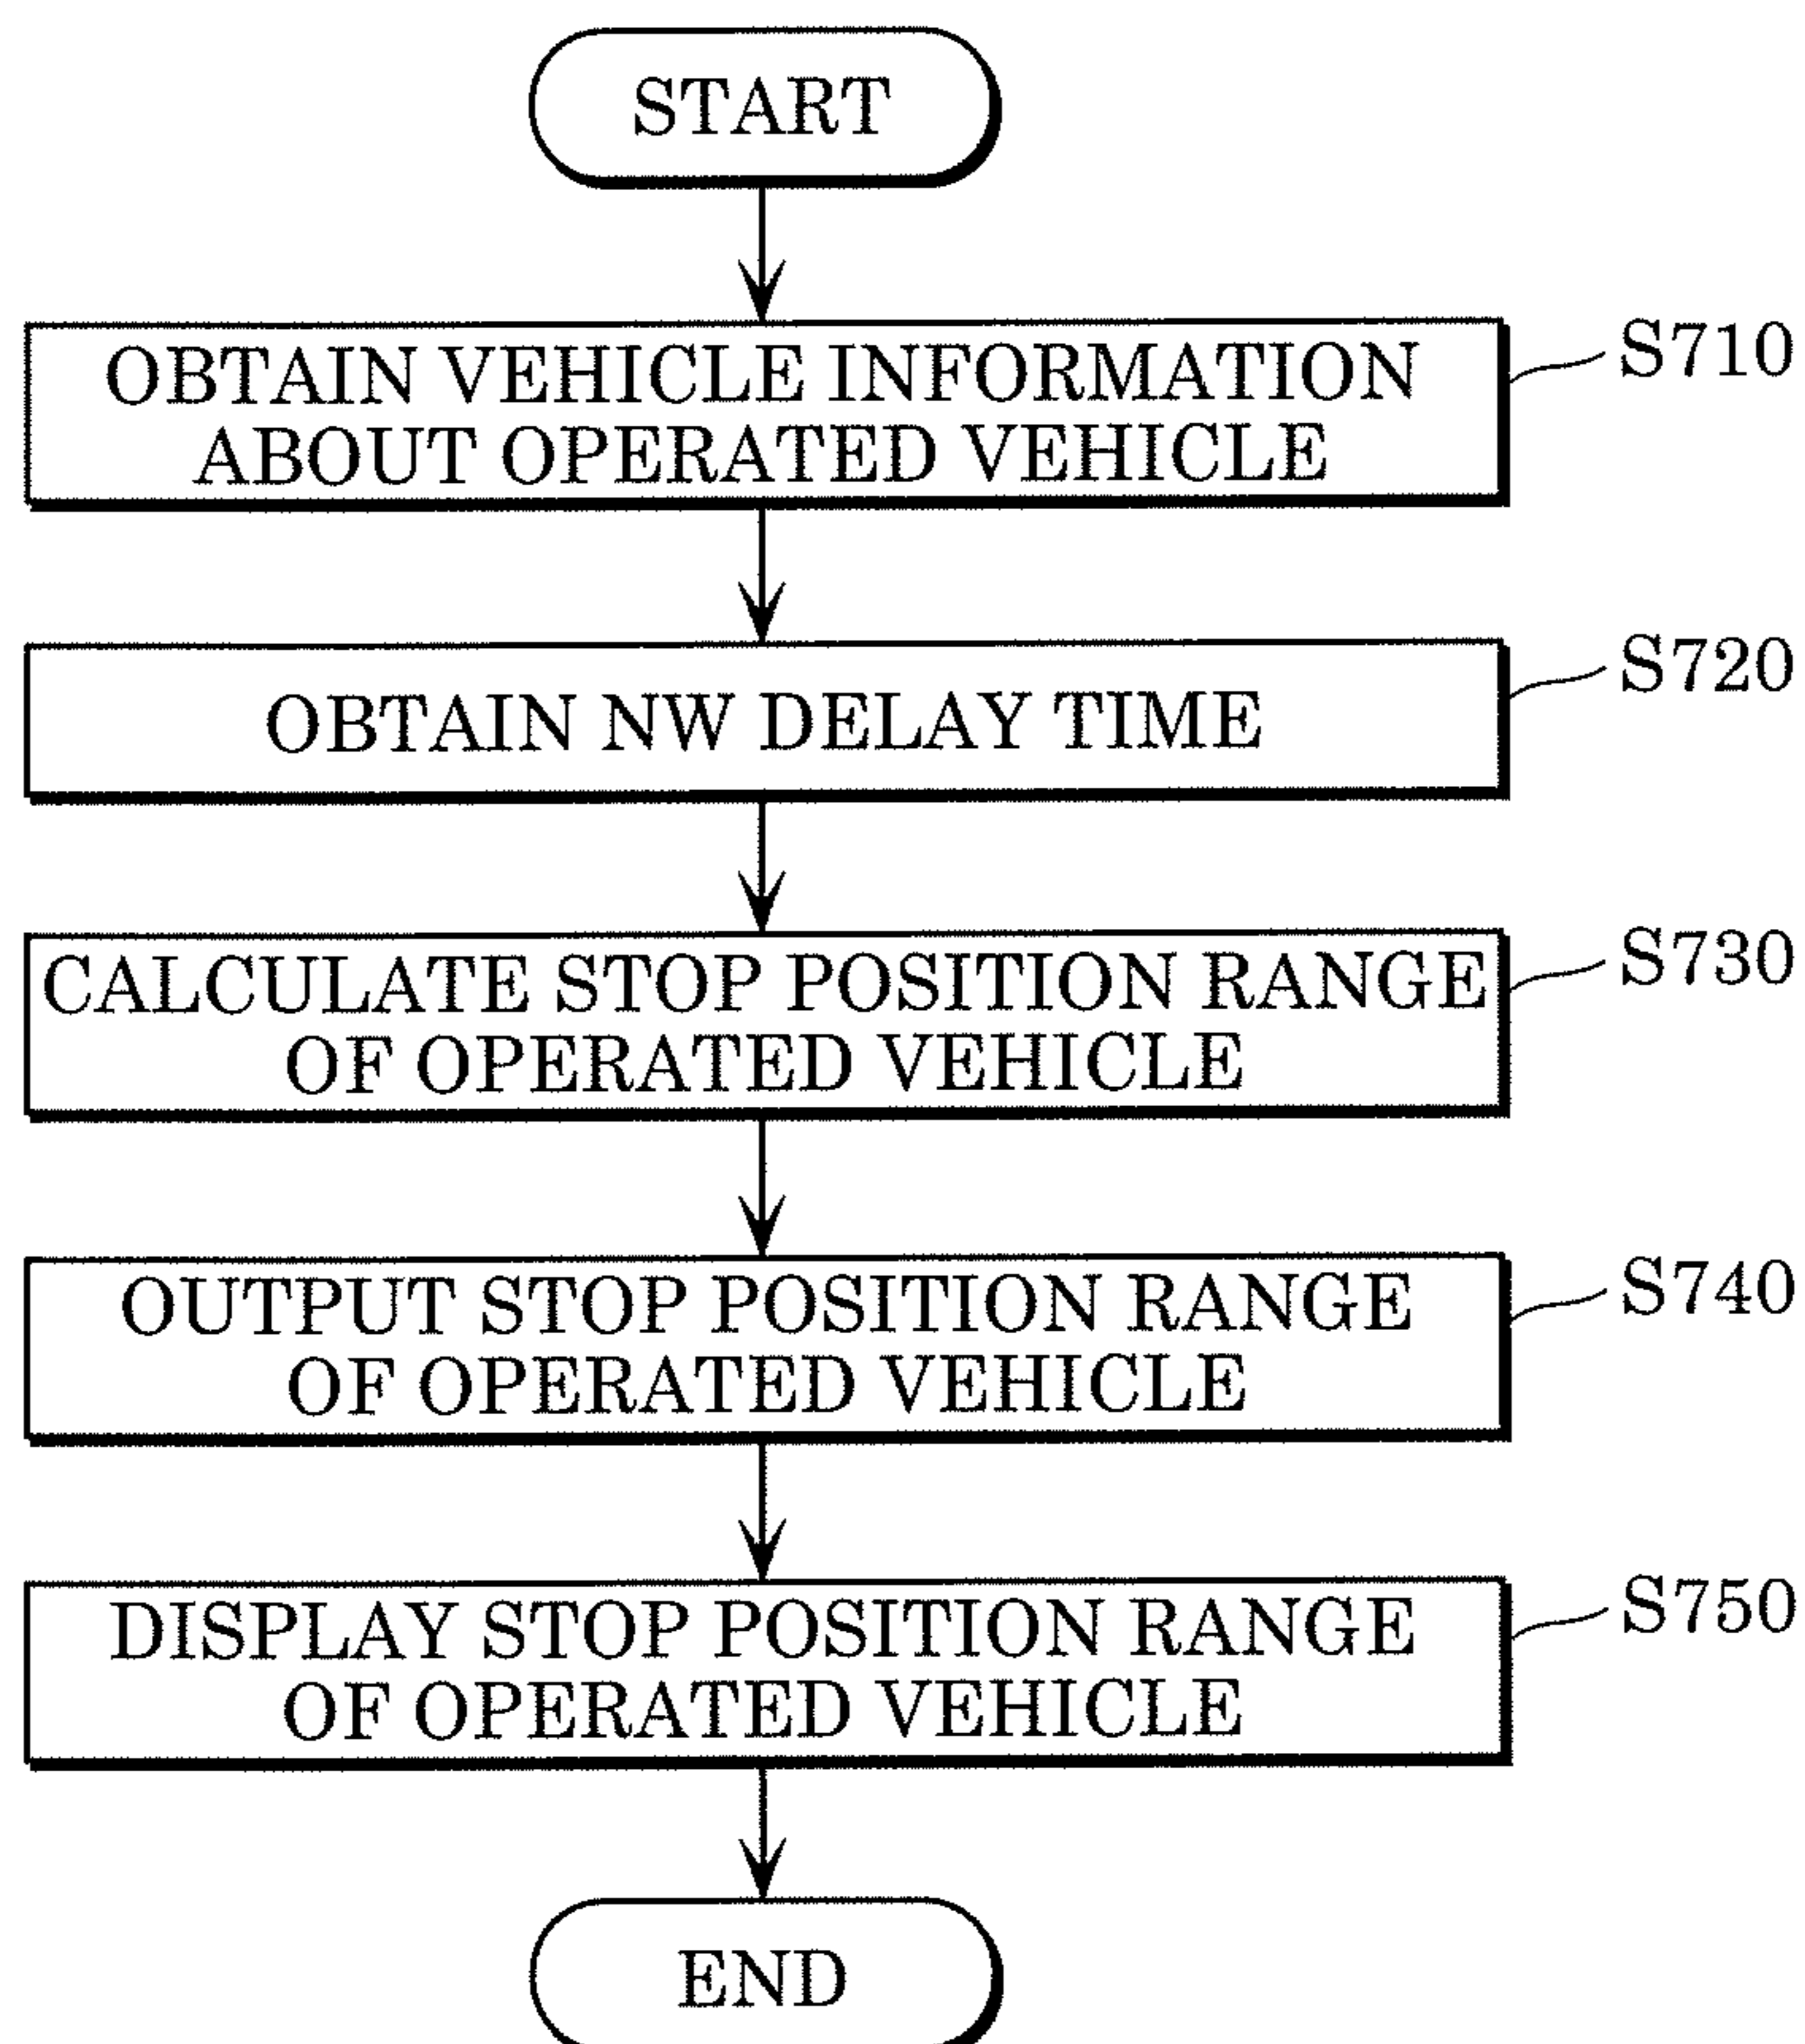 START
OBTAIN VEHICLE INFORMATION
ABOUT OPERATED VEHICLE
S710
OBTAIN NW DELAY TIME
S720
CALCULATE STOP POSITION RANGE
OF OPERATED VEHICLE
S730
OUTPUT STOP POSITION RANGE
OF OPERATED VEHICLE
S740
DISPLAY STOP POSITION RANGE
OF OPERATED VEHICLE
S750
END